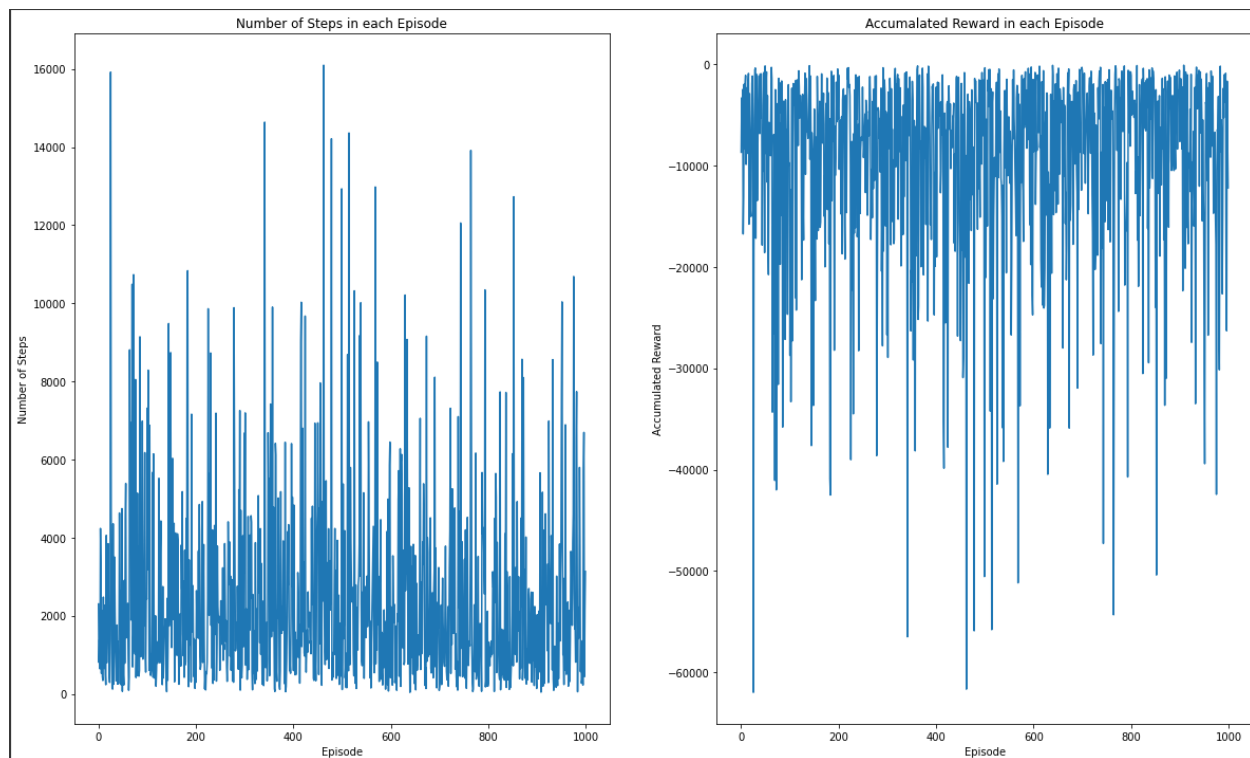 Number of Steps in each Episode
16000
14000
12000
10000
8000
6000
4000
2000
0
Number of Steps
0 200 400 600 800 1000
Episode
Accumalated Reward in each Episode
0
−10000
−20000
−30000
−40000
−50000
−60000
Accumulated Reward
0 200 400 600 800 1000
Episode